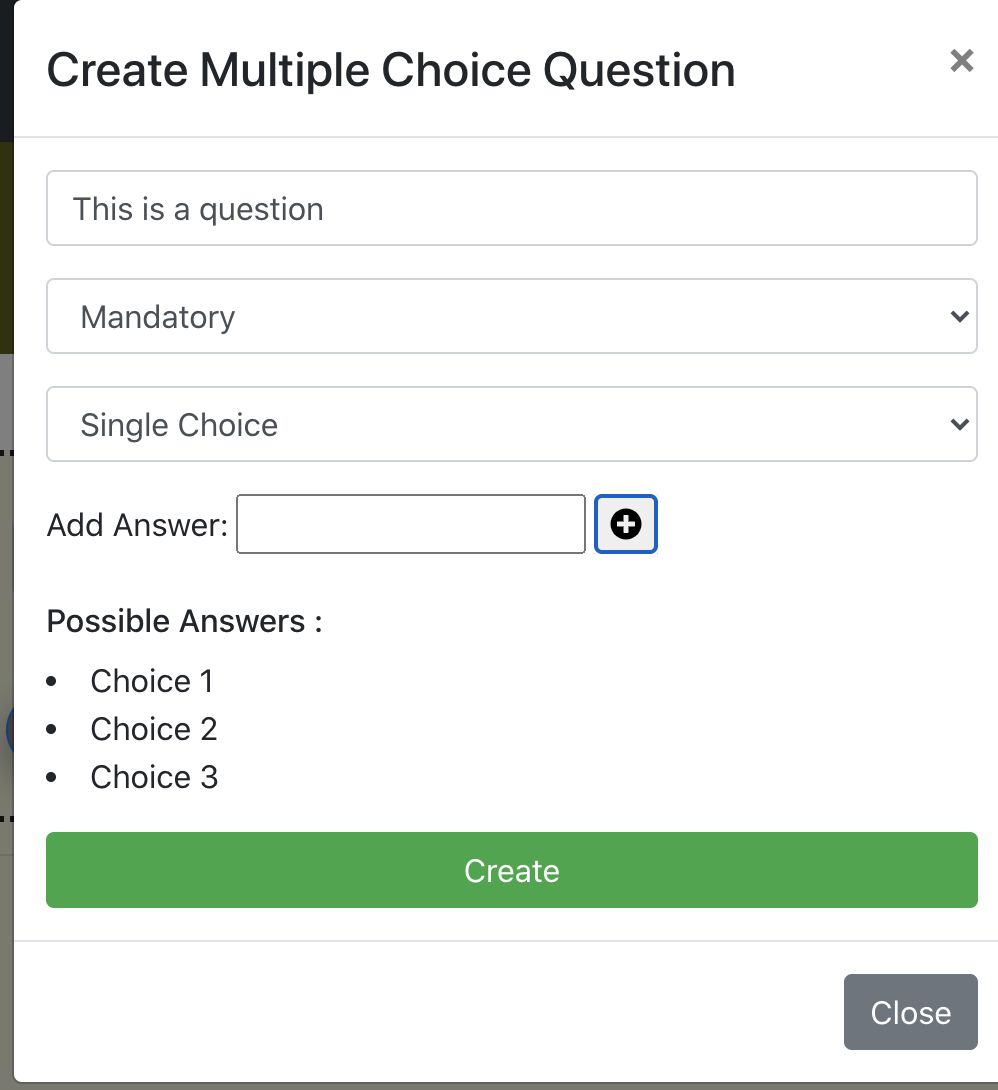 Create Multiple Choice Question ×
This is a question
Mandatory
Single Choice
Add Answer:
Possible Answers :
• Choice 1
• Choice 2
• Choice 3
Create
Close